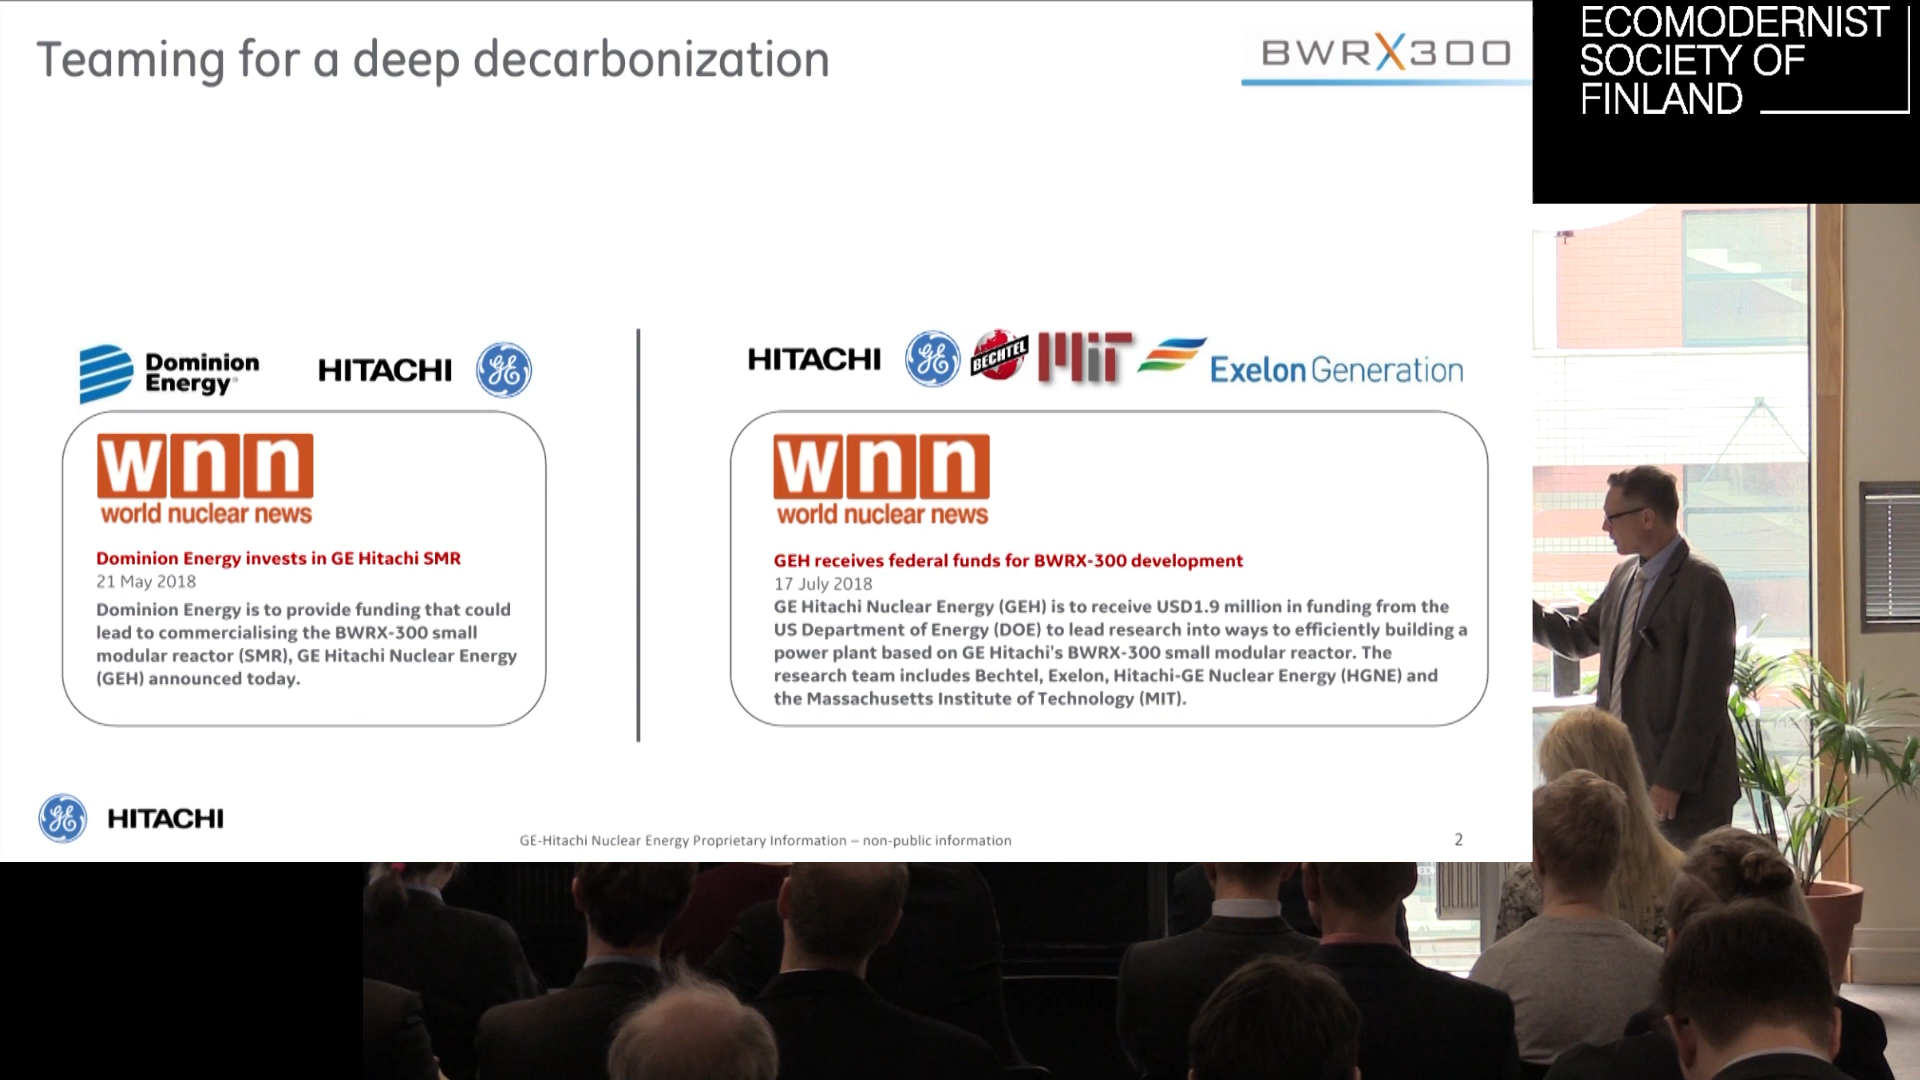 Teaming for a deep decarbonization
BWRX300
ECOMODERNIST
SOCIETY OF
FINLAND
Dominion
Energy®
HITACHI
GE
HITACHI
GE
BECHTEL
MIT
Exelon Generation
wnn
world nuclear news
Dominion Energy invests in GE Hitachi SMR
21 May 2018
Dominion Energy is to provide funding that could
lead to commercialising the BWRX-300 small
modular reactor (SMR), GE Hitachi Nuclear Energy
(GEH) announced today.
wnn
world nuclear news
GEH receives federal funds for BWRX-300 development
17 July 2018
GE Hitachi Nuclear Energy (GEH) is to receive USD1.9 million in funding from the
US Department of Energy (DOE) to lead research into ways to efficiently building a
power plant based on GE Hitachi's BWRX-300 small modular reactor. The
research team includes Bechtel, Exelon, Hitachi-GE Nuclear Energy (HGNE) and
the Massachusetts Institute of Technology (MIT).
GE
HITACHI
GE-Hitachi Nuclear Energy Proprietary Information – non-public information
2